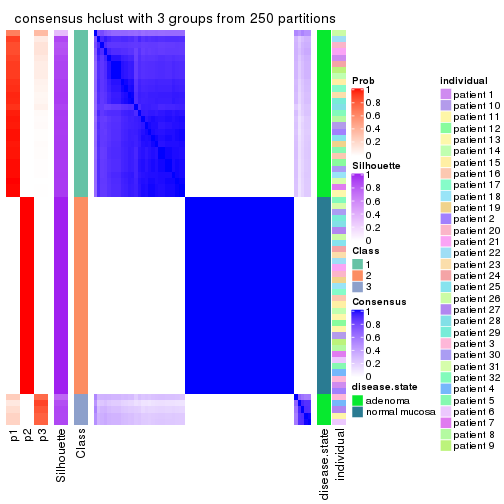 consensus hclust with 3 groups from 250 partitions
Prob
1
0.8
0.6
0.4
0.2
0
Silhouette
1
0.8
0.6
0.4
0.2
0
Class
1
2
3
Consensus
1
0.8
0.6
0.4
0.2
0
disease.state
adenoma
normal mucosa
individual
patient 1
patient 10
patient 11
patient 12
patient 13
patient 14
patient 15
patient 16
patient 17
patient 18
patient 19
patient 2
patient 20
patient 21
patient 22
patient 23
patient 24
patient 25
patient 26
patient 27
patient 28
patient 29
patient 3
patient 30
patient 31
patient 32
patient 4
patient 5
patient 6
patient 7
patient 8
patient 9
p1
p2
p3
Silhouette
Class
disease.state
individual